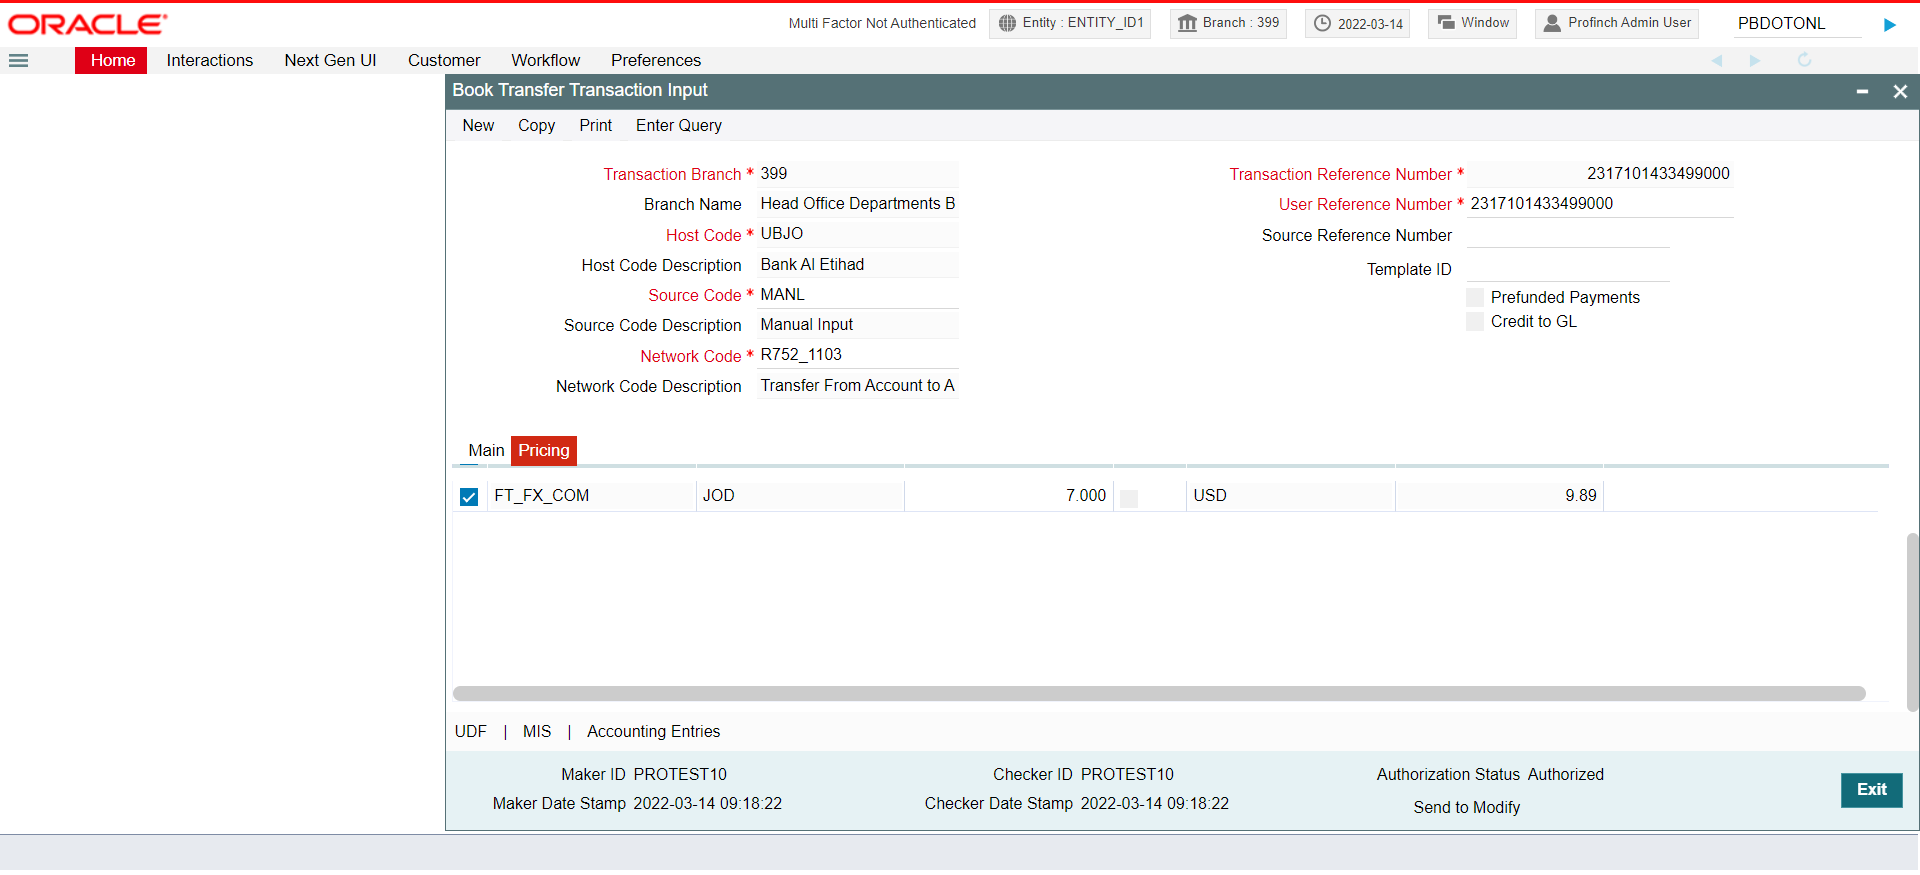 ORACLE
Multi Factor Not Authenticated
Entity : ENTITY_ID1
Branch : 399
2022-03-14
Window
Profinch Admin User
PBDOTONL
Home
Interactions
Next Gen UI
Customer
Workflow
Preferences
Book Transfer Transaction Input
New Copy Print Enter Query
Transaction Branch * 399
Branch Name Head Office Departments B
Host Code * UBJO
Host Code Description Bank Al Etihad
Source Code * MANL
Source Code Description Manual Input
Network Code * R752_1103
Network Code Description Transfer From Account to A
Transaction Reference Number * 2317101433499000
User Reference Number * 2317101433499000
Source Reference Number
Template ID
Prefunded Payments
Credit to GL
Main Pricing
FT_FX_COM JOD 7.000 USD 9.89
UDF | MIS | Accounting Entries
Maker ID PROTEST10
Maker Date Stamp 2022-03-14 09:18:22
Checker ID PROTEST10
Checker Date Stamp 2022-03-14 09:18:22
Authorization Status Authorized
Send to Modify
Exit